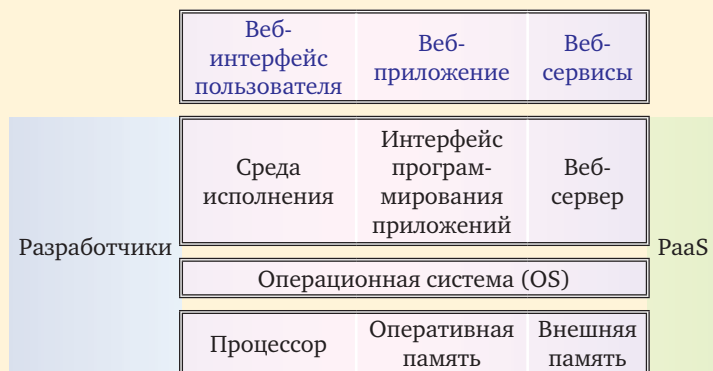 Веб-
интерфейс
пользователя
Веб-
приложение
Веб-
сервисы
Разработчики
Среда
исполнения
Интерфейс
програм-
мирования
приложений
Веб-
сервер
PaaS
Операционная система (OS)
Процессор
Оперативная
память
Внешняя
память